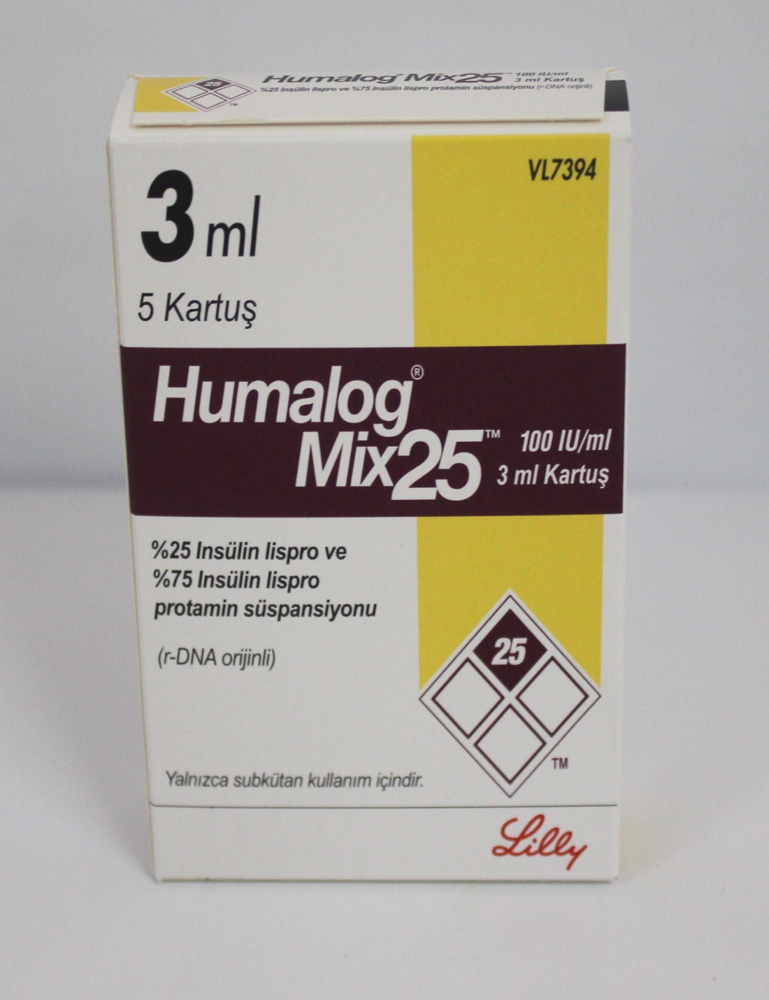 25
Humalog™ Mix25™ 100 IU/ml
3 ml Kartuş
%25 Insülin lispro ve %75 Insülin lispro protamin süspansiyonu (r-DNA orijinli)
TM
VL7394
3 ml
5 Kartuş
Humalog®
Mix25™ 100 IU/ml
3 ml Kartuş
%25 Insülin lispro ve
%75 Insülin lispro
protamin süspansiyonu
(r-DNA orijinli)
25
TM
Yalnızca subkütan kullanım içindir.
Lilly